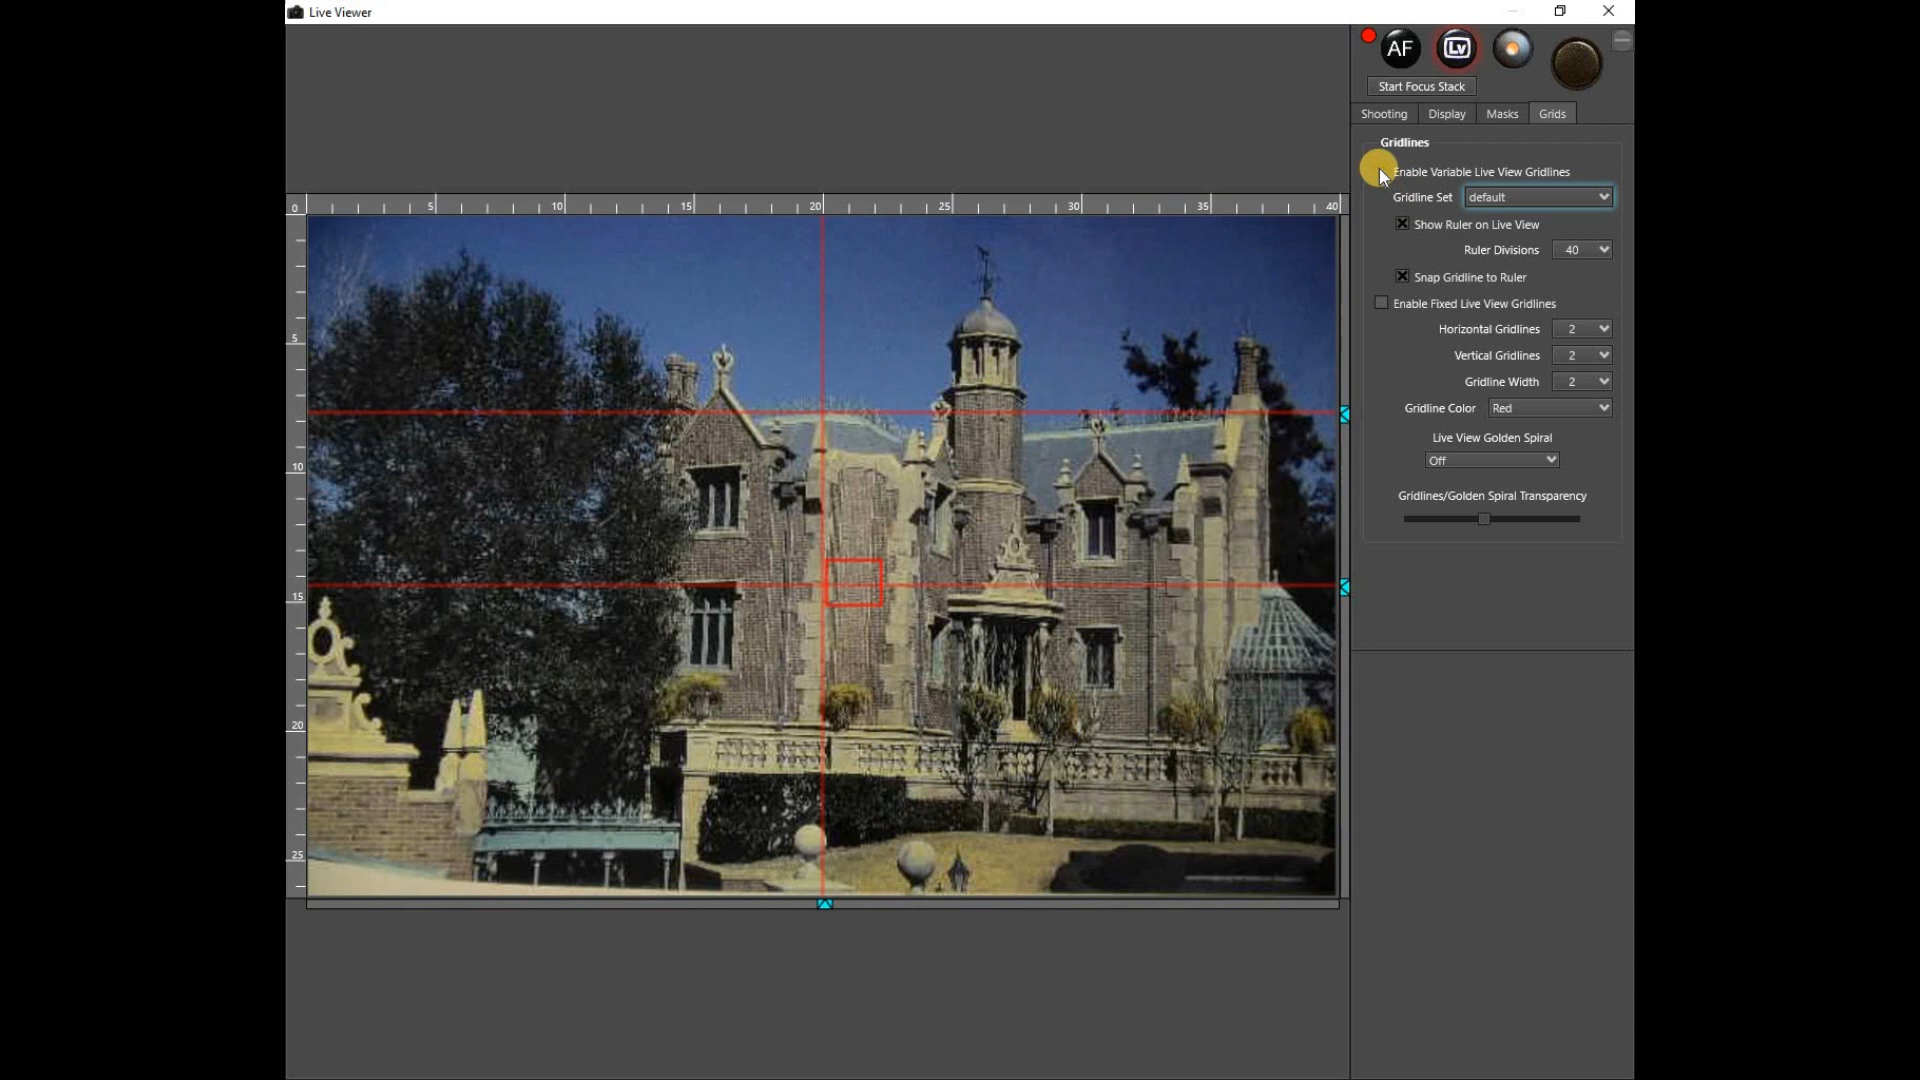 Live Viewer
AF
Lv
Start Focus Stack
Shooting Display Masks Grids
Gridlines
Enable Variable Live View Gridlines
Gridline Set default
Show Ruler on Live View
Ruler Divisions 40
Snap Gridline to Ruler
Enable Fixed Live View Gridlines
Horizontal Gridlines 2
Vertical Gridlines 2
Gridline Width 2
Gridline Color Red
Live View Golden Spiral
Off
Gridlines/Golden Spiral Transparency
0 5 10 15 20 25 30 35 40
5
10
15
20
25